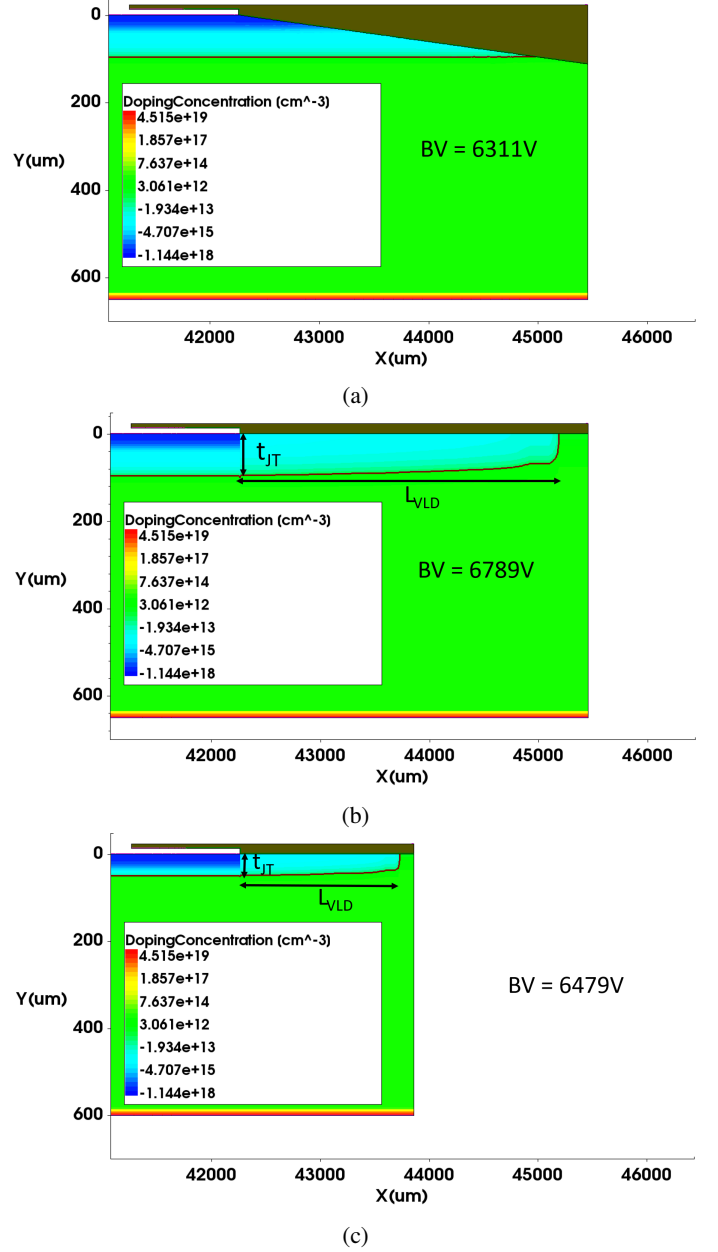 0
200
400
600
Y(um)
DopingConcentration (cm^-3)
4.515e+19
1.857e+17
7.637e+14
3.061e+12
-1.934e+13
-4.707e+15
-1.144e+18
BV = 6311V
42000 43000 44000 45000 46000
X(um)
(a)
0
200
400
600
Y(um)
tJT
LVLD
DopingConcentration (cm^-3)
4.515e+19
1.857e+17
7.637e+14
3.061e+12
-1.934e+13
-4.707e+15
-1.144e+18
BV = 6789V
42000 43000 44000 45000 46000
X(um)
(b)
0
200
400
600
Y(um)
tJT
LVLD
DopingConcentration (cm^-3)
4.515e+19
1.857e+17
7.637e+14
3.061e+12
-1.934e+13
-4.707e+15
-1.144e+18
BV = 6479V
42000 43000 44000 45000 46000
X(um)
(c)